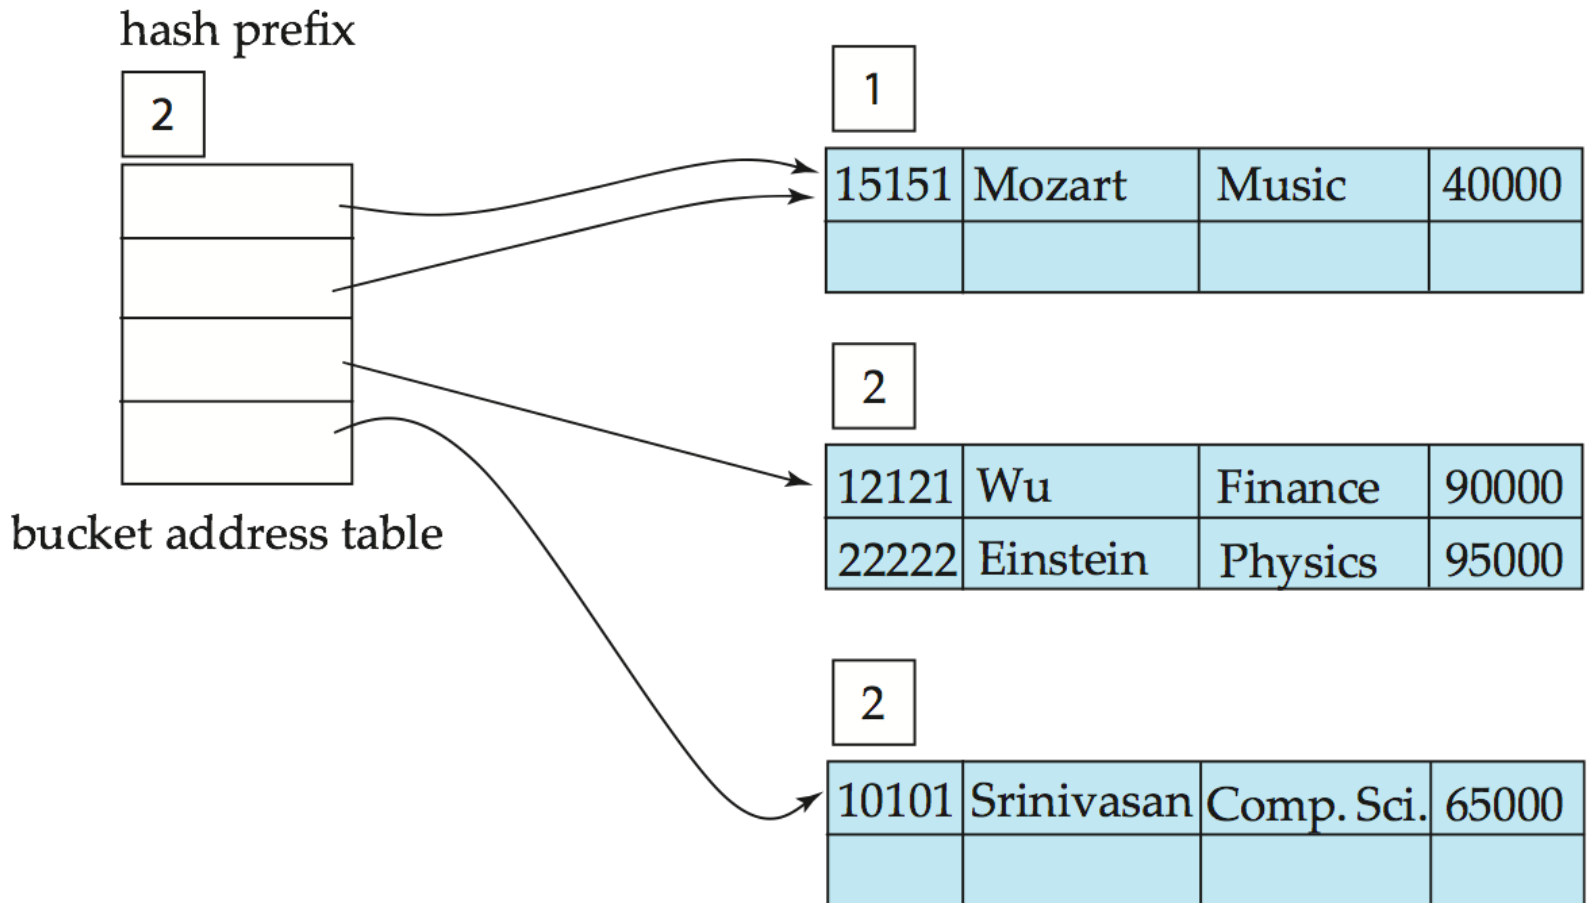 hash prefix
2
bucket address table
1
15151 Mozart Music 40000
2
12121 Wu Finance 90000
22222 Einstein Physics 95000
2
10101 Srinivasan Comp. Sci. 65000